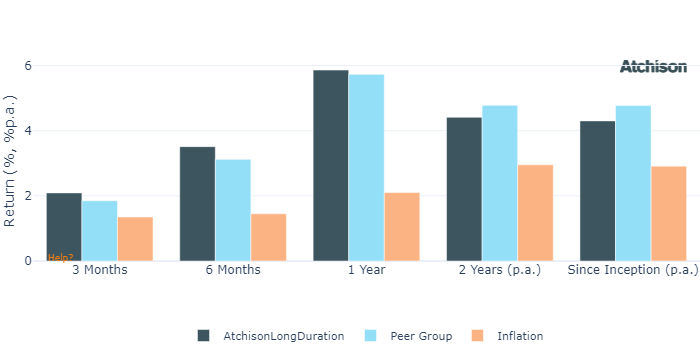 Atchison
Return (%, %p.a.)
6
4
2
0
Help?
3 Months
6 Months
1 Year
2 Years (p.a.)
Since Inception (p.a.)
AtchisonLongDuration
Peer Group
Inflation